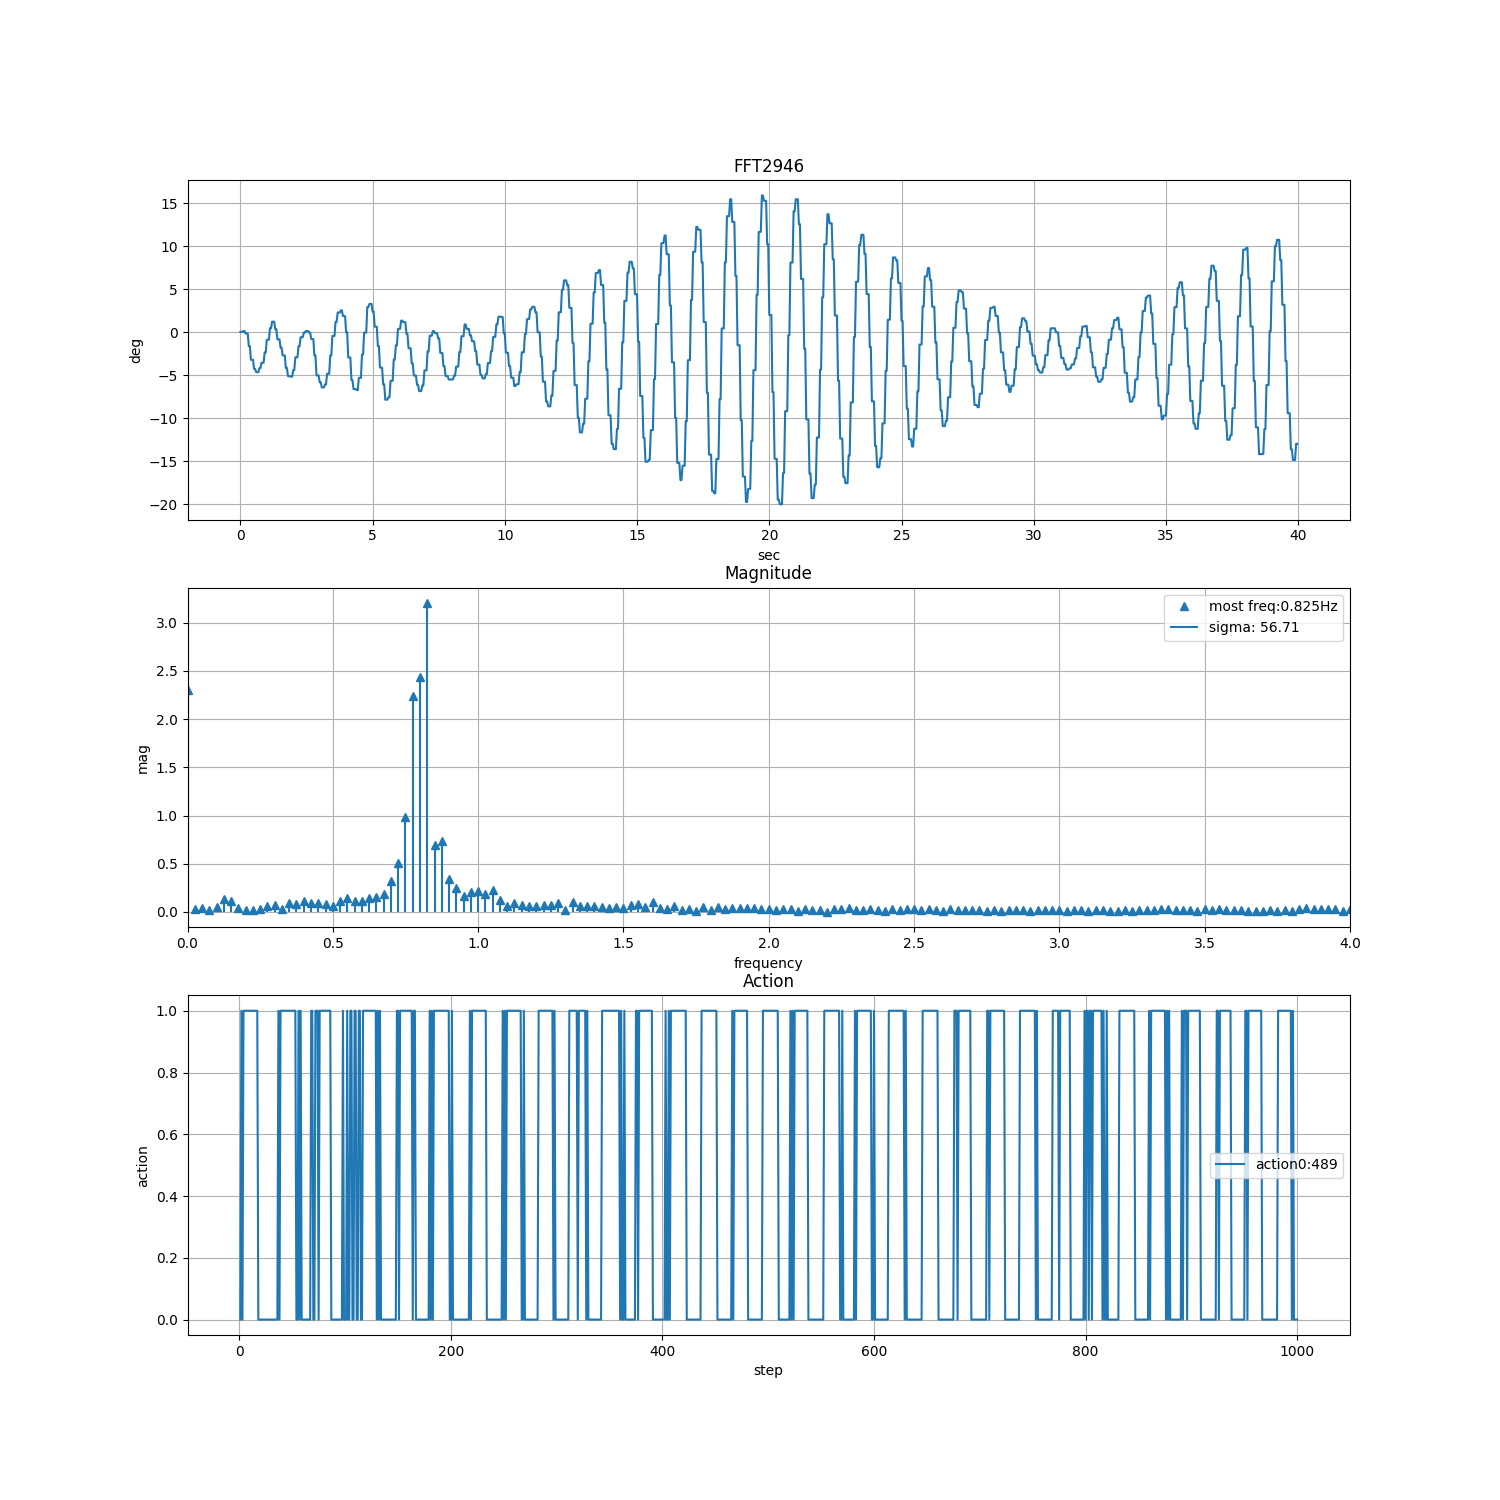 FFT2946
15
10
5
0
−5
−10
−15
−20
deg
0 5 10 15 20 25 30 35 40
sec
Magnitude
most freq:0.825Hz
sigma: 56.71
3.0
2.5
2.0
1.5
1.0
0.5
0.0
mag
0.0 0.5 1.0 1.5 2.0 2.5 3.0 3.5 4.0
frequency
Action
1.0
0.8
0.6
0.4
0.2
0.0
action
action0:489
0 200 400 600 800 1000
step